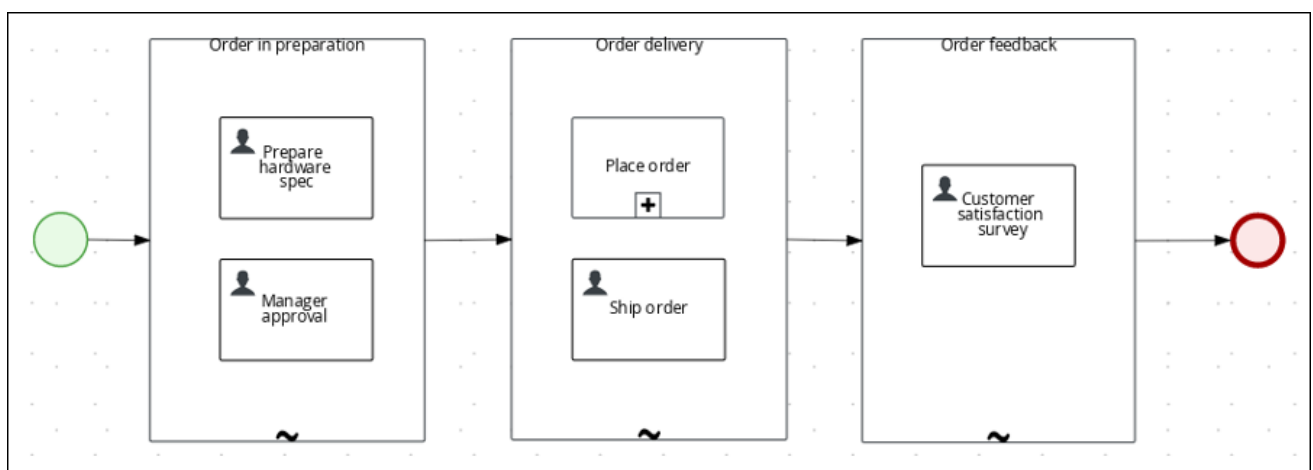 Order in preparation
Prepare
hardware
spec
Manager
approval
Order delivery
Place order
Ship order
Order feedback
Customer
satisfaction
survey